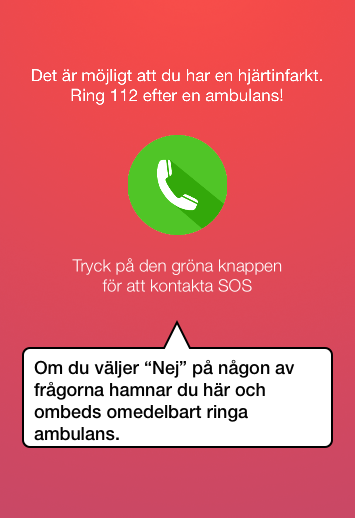 Det är möjligt att du har en hjärtinfarkt.
Ring 112 efter en ambulans!
Tryck på den gröna knappen
för att kontakta SOS
Om du väljer “Nej” på någon av
frågorna hamnar du här och
ombeds omedelbart ringa
ambulans.